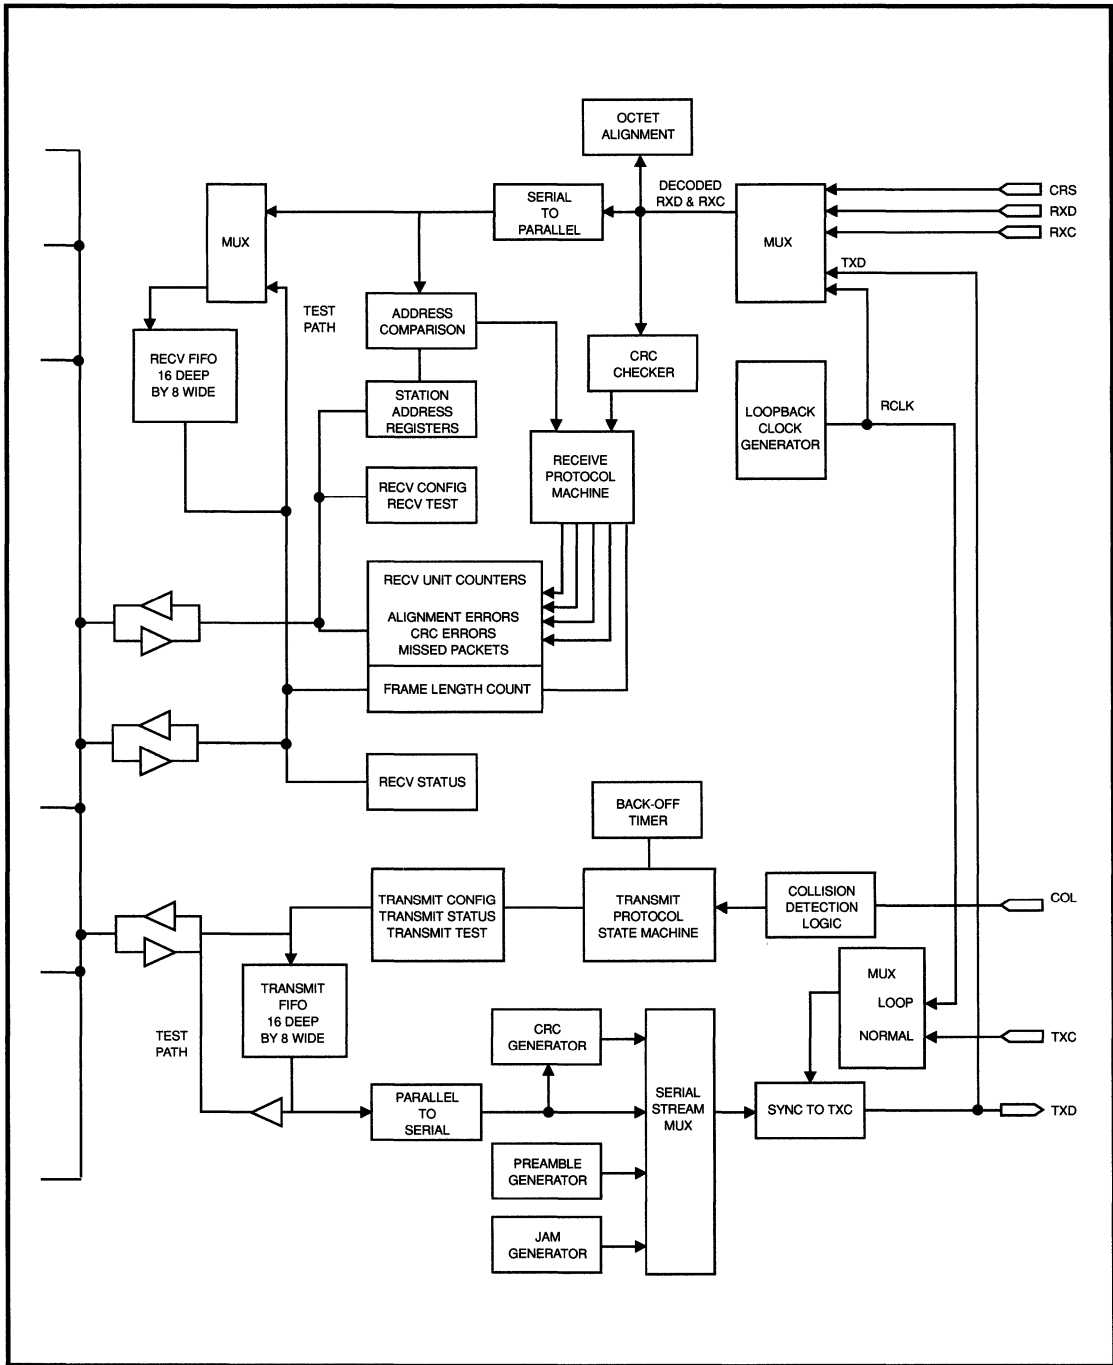 OCTET
ALIGNMENT
DECODED
RXD & RXC
SERIAL
TO
PARALLEL
MUX
MUX
CRS
RXD
RXC
TXD
TEST
PATH
ADDRESS
COMPARISON
CRC
CHECKER
RECV FIFO
16 DEEP
BY 8 WIDE
STATION
ADDRESS
REGISTERS
LOOPBACK
CLOCK
GENERATOR
RCLK
RECEIVE
PROTOCOL
MACHINE
RECV CONFIG
RECV TEST
RECV UNIT COUNTERS
ALIGNMENT ERRORS
CRC ERRORS
MISSED PACKETS
FRAME LENGTH COUNT
RECV STATUS
BACK-OFF
TIMER
TRANSMIT CONFIG
TRANSMIT STATUS
TRANSMIT TEST
TRANSMIT
PROTOCOL
STATE MACHINE
COLLISION
DETECTION
LOGIC
COL
MUX
LOOP
NORMAL
TXC
TRANSMIT
FIFO
16 DEEP
BY 8 WIDE
TEST
PATH
CRC
GENERATOR
SERIAL
STREAM
MUX
PARALLEL
TO
SERIAL
SYNC TO TXC
TXD
PREAMBLE
GENERATOR
JAM
GENERATOR